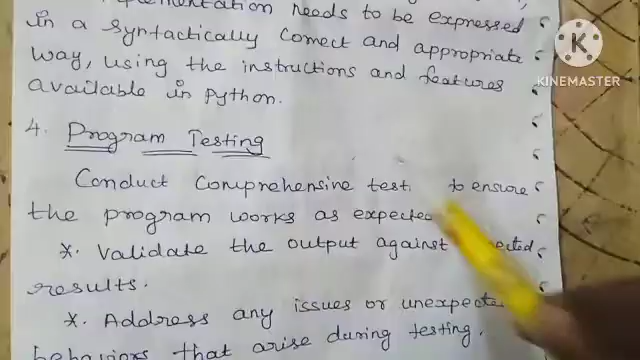 needs to be expressed
in a syntactically correct and appropriate
way, using the instructions and features
available in python.
4. Program Testing
Conduct Comprehensive test to ensure
the program works as expected
*. Validate the output against
results.
*. Address any issues or unexpected
behaviors that arise during testing.
KINEMASTER